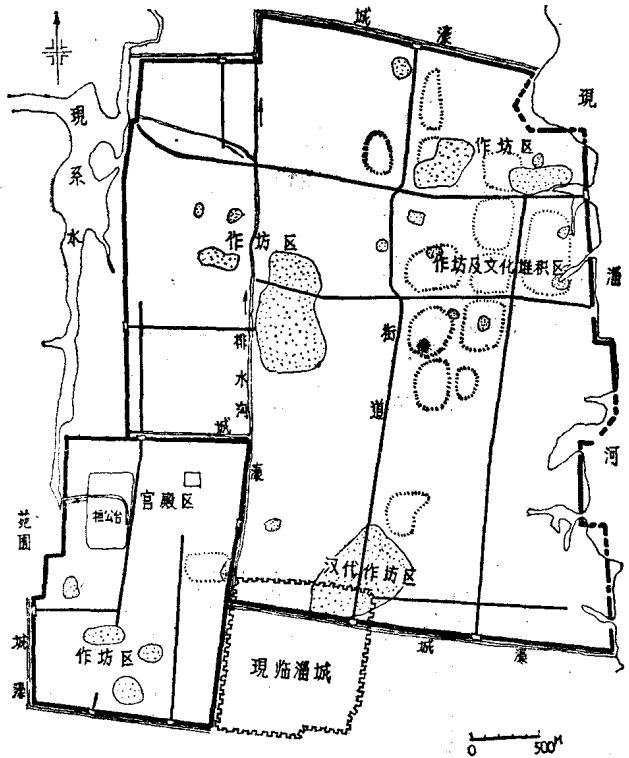 城濠
現系水
現淄河
作坊区
作坊区
作坊及文化堆积区
排水沟
街道
城濠
桓公台
宫殿区
苑囿
汉代作坊区
作坊区
現临淄城
城濠
城濠
0 500M